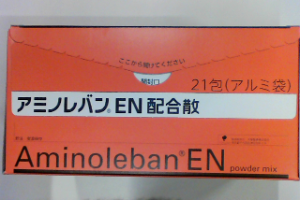 ここから開けてください
開封口
21包(アルミ袋)
アミノレバン®EN配合散
Aminoleban®EN
powder mix